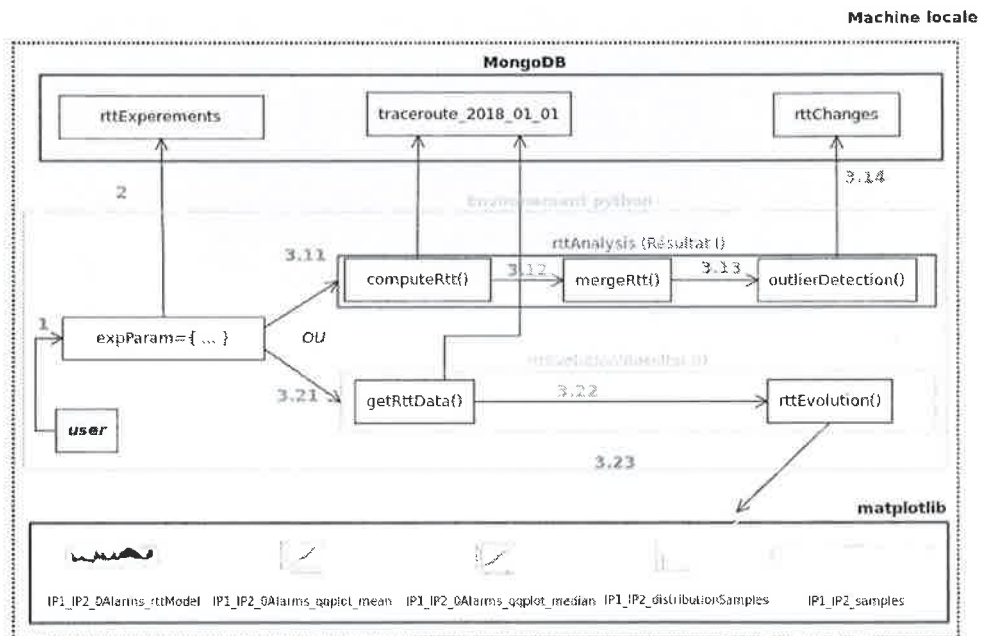 Machine locale
MongoDB
rttExperements
traceroute_2018_01_01
rttChanges
2
3.14
Environnement python
rttAnalysis (Résultat I)
3.11
computeRtt()
3.12
mergeRtt()
3.13
outlierDetection()
1
expParam={ ... }
OU
3.21
getRttData()
3.22
rttEvolution()
user
3.23
matplotlib
IP1_IP2_0Alarms_rttModel
IP1_IP2_0Alarms_qqplot_mean
IP1_IP2_0Alarms_qqplot_median
IP1_IP2_distributionSamples
IP1_IP2_samples